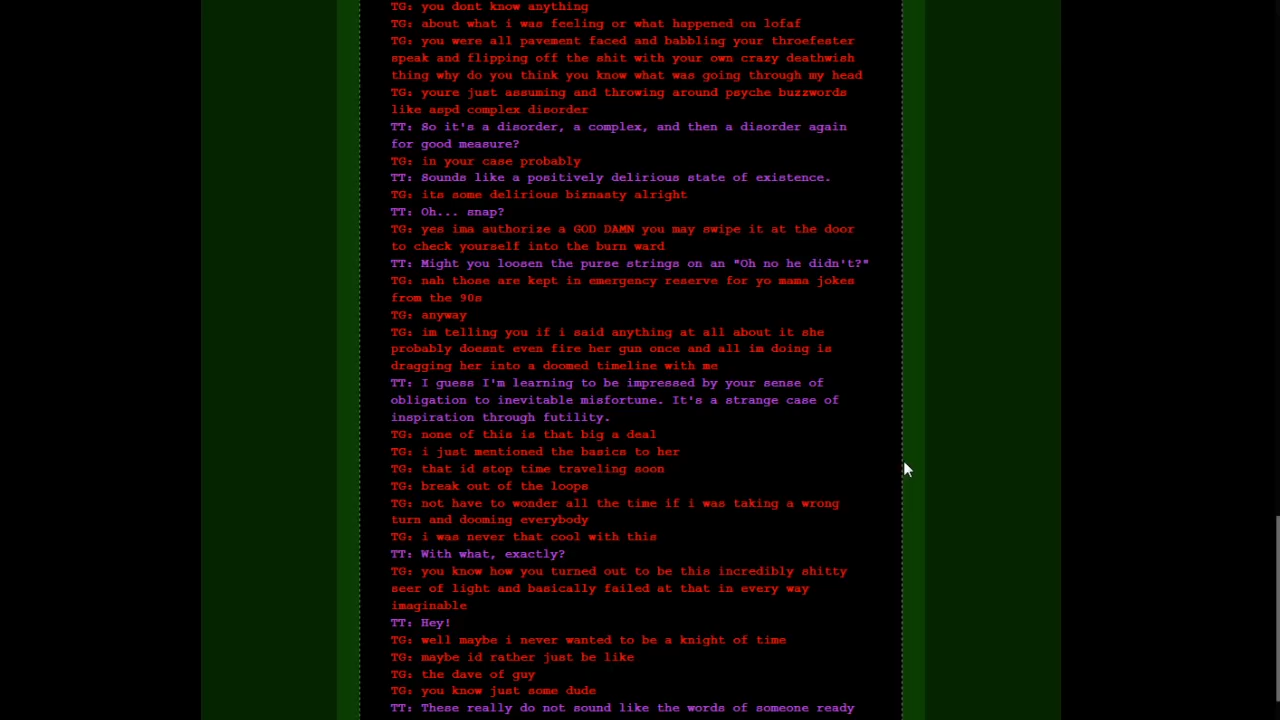 TG: you dont know anything
TG: about what i was feeling or what happened on lofaf
TG: you were all pavement faced and babbling your throefester
speak and flipping off the shit with your own crazy deathwish
thing why do you think you know what was going through my head
TG: youre just assuming and throwing around psyche buzzwords
like aspd complex disorder
TT: So it's a disorder, a complex, and then a disorder again
for good measure?
TG: in your case probably
TT: Sounds like a positively delirious state of existence.
TG: its some delirious biznasty alright
TT: Oh... snap?
TG: yes ima authorize a GOD DAMN you may swipe it at the door
to check yourself into the burn ward
TT: Might you loosen the purse strings on an "Oh no he didn't?"
TG: nah those are kept in emergency reserve for yo mama jokes
from the 90s
TG: anyway
TG: im telling you if i said anything at all about it she
probably doesnt even fire her gun once and all im doing is
dragging her into a doomed timeline with me
TT: I guess I'm learning to be impressed by your sense of
obligation to inevitable misfortune. It's a strange case of
inspiration through futility.
TG: none of this is that big a deal
TG: i just mentioned the basics to her
TG: that id stop time traveling soon
TG: break out of the loops
TG: not have to wonder all the time if i was taking a wrong
turn and dooming everybody
TG: i was never that cool with this
TT: With what, exactly?
TG: you know how you turned out to be this incredibly shitty
seer of light and basically failed at that in every way
imaginable
TT: Hey!
TG: well maybe i never wanted to be a knight of time
TG: maybe id rather just be like
TG: the dave of guy
TG: you know just some dude
TT: These really do not sound like the words of someone ready